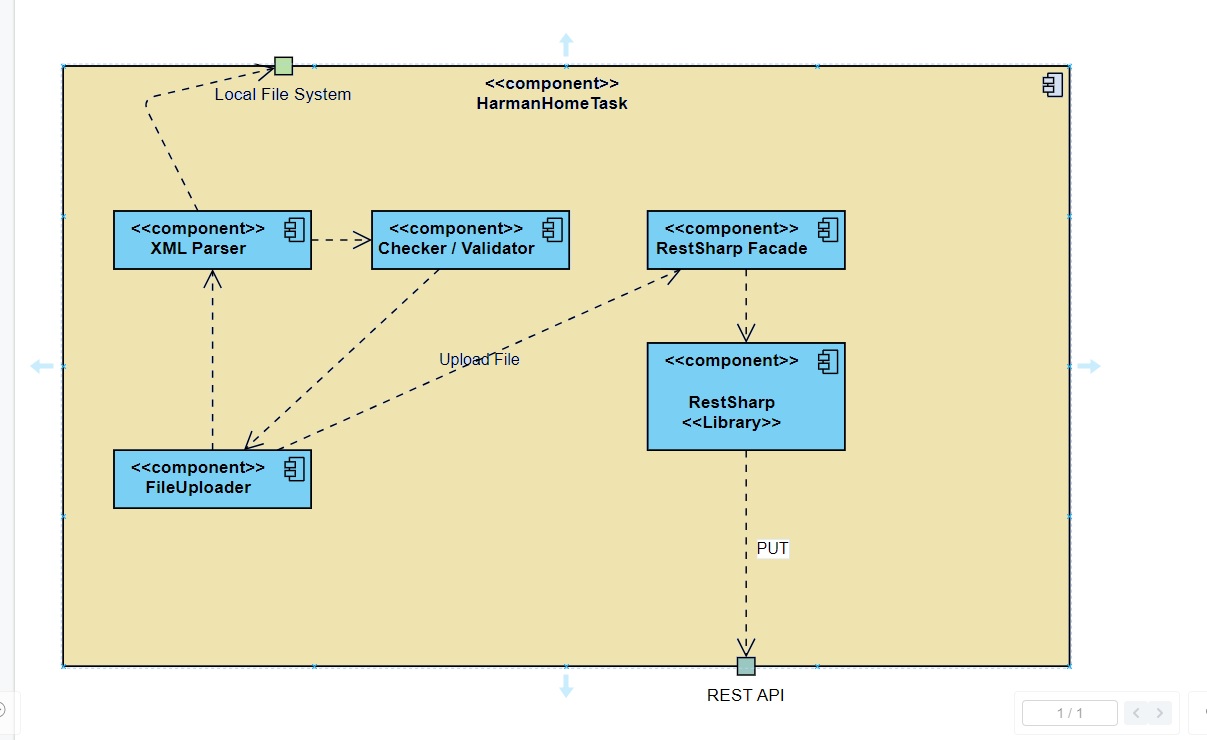 Local File System
<<component>>
HarmanHomeTask
<<component>>
XML Parser
<<component>>
Checker / Validator
<<component>>
RestSharp Facade
Upload File
<<component>>
RestSharp
<<Library>>
<<component>>
FileUploader
PUT
REST API
1 / 1